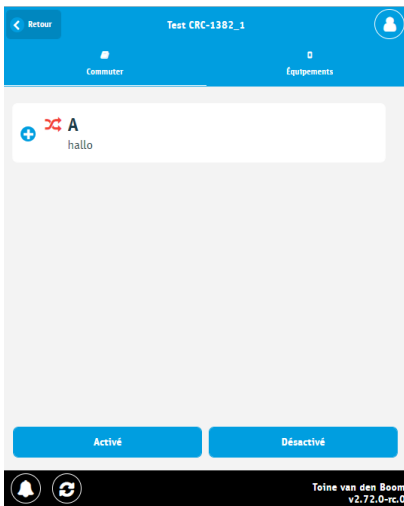 Retour
Test CRC-1382_1
Commuter
Équipements
A
hallo
Activé
Désactivé
Toine van den Boom
v2.72.0-rc.0